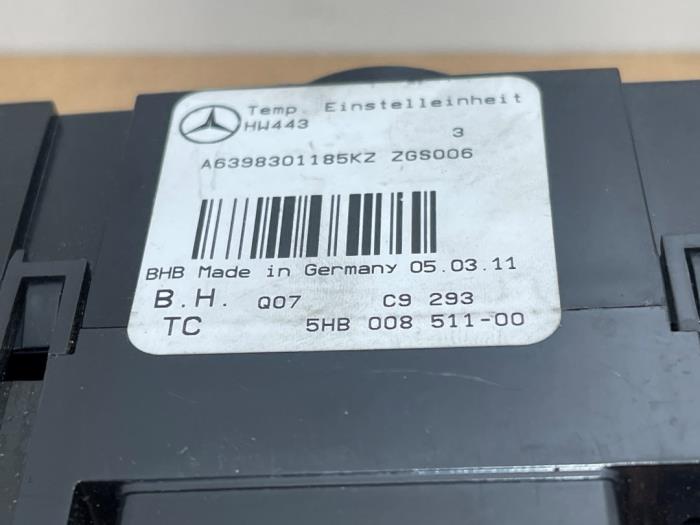 Temp. Einstelleinheit
HW443 3
A6398301185KZ ZGS006
BHB Made in Germany 05.03.11
B.H. Q07 C9 293
TC 5HB 008 511-00